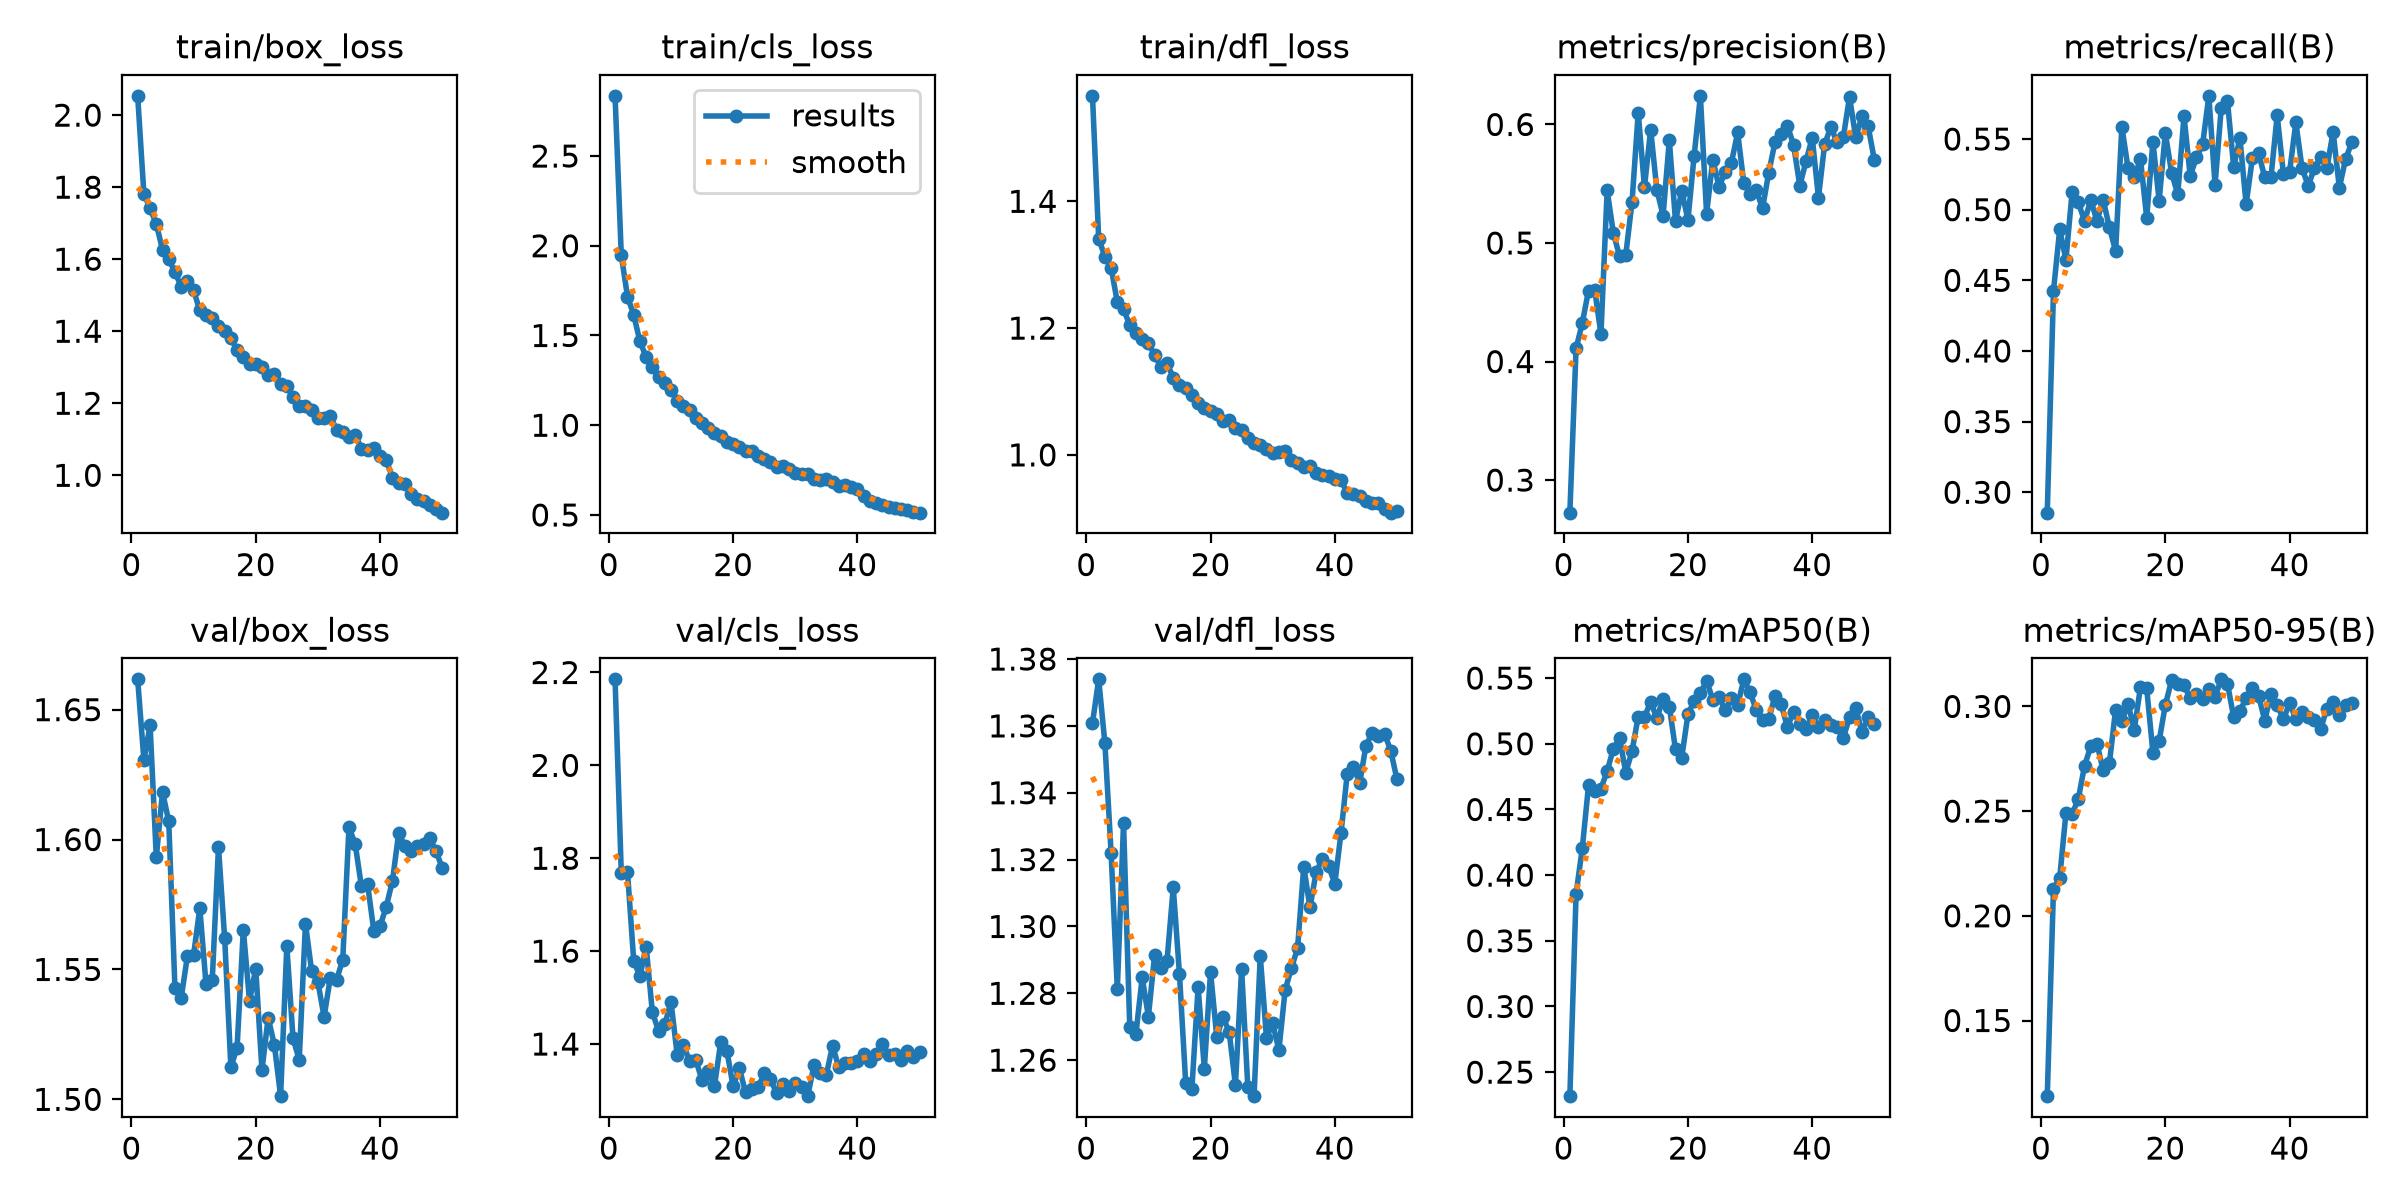 train/box_loss
train/cls_loss
train/dfl_loss
metrics/precision(B)
metrics/recall(B)
results
smooth
2.0
1.8
1.6
1.4
1.2
1.0
0 20 40
2.5
2.0
1.5
1.0
0.5
0 20 40
1.4
1.2
1.0
0 20 40
0.6
0.5
0.4
0.3
0 20 40
0.55
0.50
0.45
0.40
0.35
0.30
0 20 40
val/box_loss
val/cls_loss
val/dfl_loss
metrics/mAP50(B)
metrics/mAP50-95(B)
1.65
1.60
1.55
1.50
0 20 40
2.2
2.0
1.8
1.6
1.4
0 20 40
1.38
1.36
1.34
1.32
1.30
1.28
1.26
0 20 40
0.55
0.50
0.45
0.40
0.35
0.30
0.25
0 20 40
0.30
0.25
0.20
0.15
0 20 40